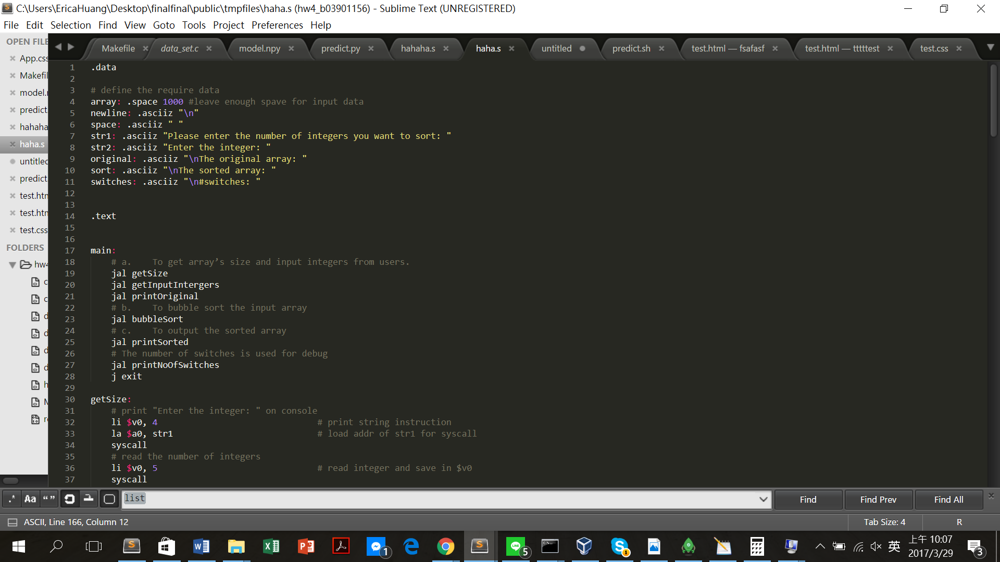 C:\Users\EricaHuang\Desktop\finalfinal\public\tmpfiles\haha.s (hw4_b03901156) - Sublime Text (UNREGISTERED)
File Edit Selection Find View Goto Tools Project Preferences Help
OPEN FILE
Makefile data_set.c model.npy predict.py hahaha.s haha.s untitled predict.sh test.html — fsafasf test.html — tttttest test.css
App.css
Makefil
model.
predict.
hahaha
haha.s
untitled
predict.
test.htm
test.htm
test.css
FOLDERS
hw4
c
c
d
d
d
d
h
M
re
1 .data
2
3 # define the require data
4 array: .space 1000 #leave enough spave for input data
5 newline: .asciiz "\n"
6 space: .asciiz " "
7 str1: .asciiz "Please enter the number of integers you want to sort: "
8 str2: .asciiz "Enter the integer: "
9 original: .asciiz "\nThe original array: "
10 sort: .asciiz "\nThe sorted array: "
11 switches: .asciiz "\n#switches: "
12
13
14 .text
15
16
17 main:
18 # a. To get array’s size and input integers from users.
19 jal getSize
20 jal getInputIntergers
21 jal printOriginal
22 # b. To bubble sort the input array
23 jal bubbleSort
24 # c. To output the sorted array
25 jal printSorted
26 # The number of switches is used for debug
27 jal printNoOfSwitches
28 j exit
29
30 getSize:
31 # print "Enter the integer: " on console
32 li $v0, 4 # print string instruction
33 la $a0, str1 # load addr of str1 for syscall
34 syscall
35 # read the number of integers
36 li $v0, 5 # read integer and save in $v0
37 syscall
.* Aa “ ” list Find Find Prev Find All
ASCII, Line 166, Column 12 Tab Size: 4 R
1 5 1 英 上午 10:07
2017/3/29 3